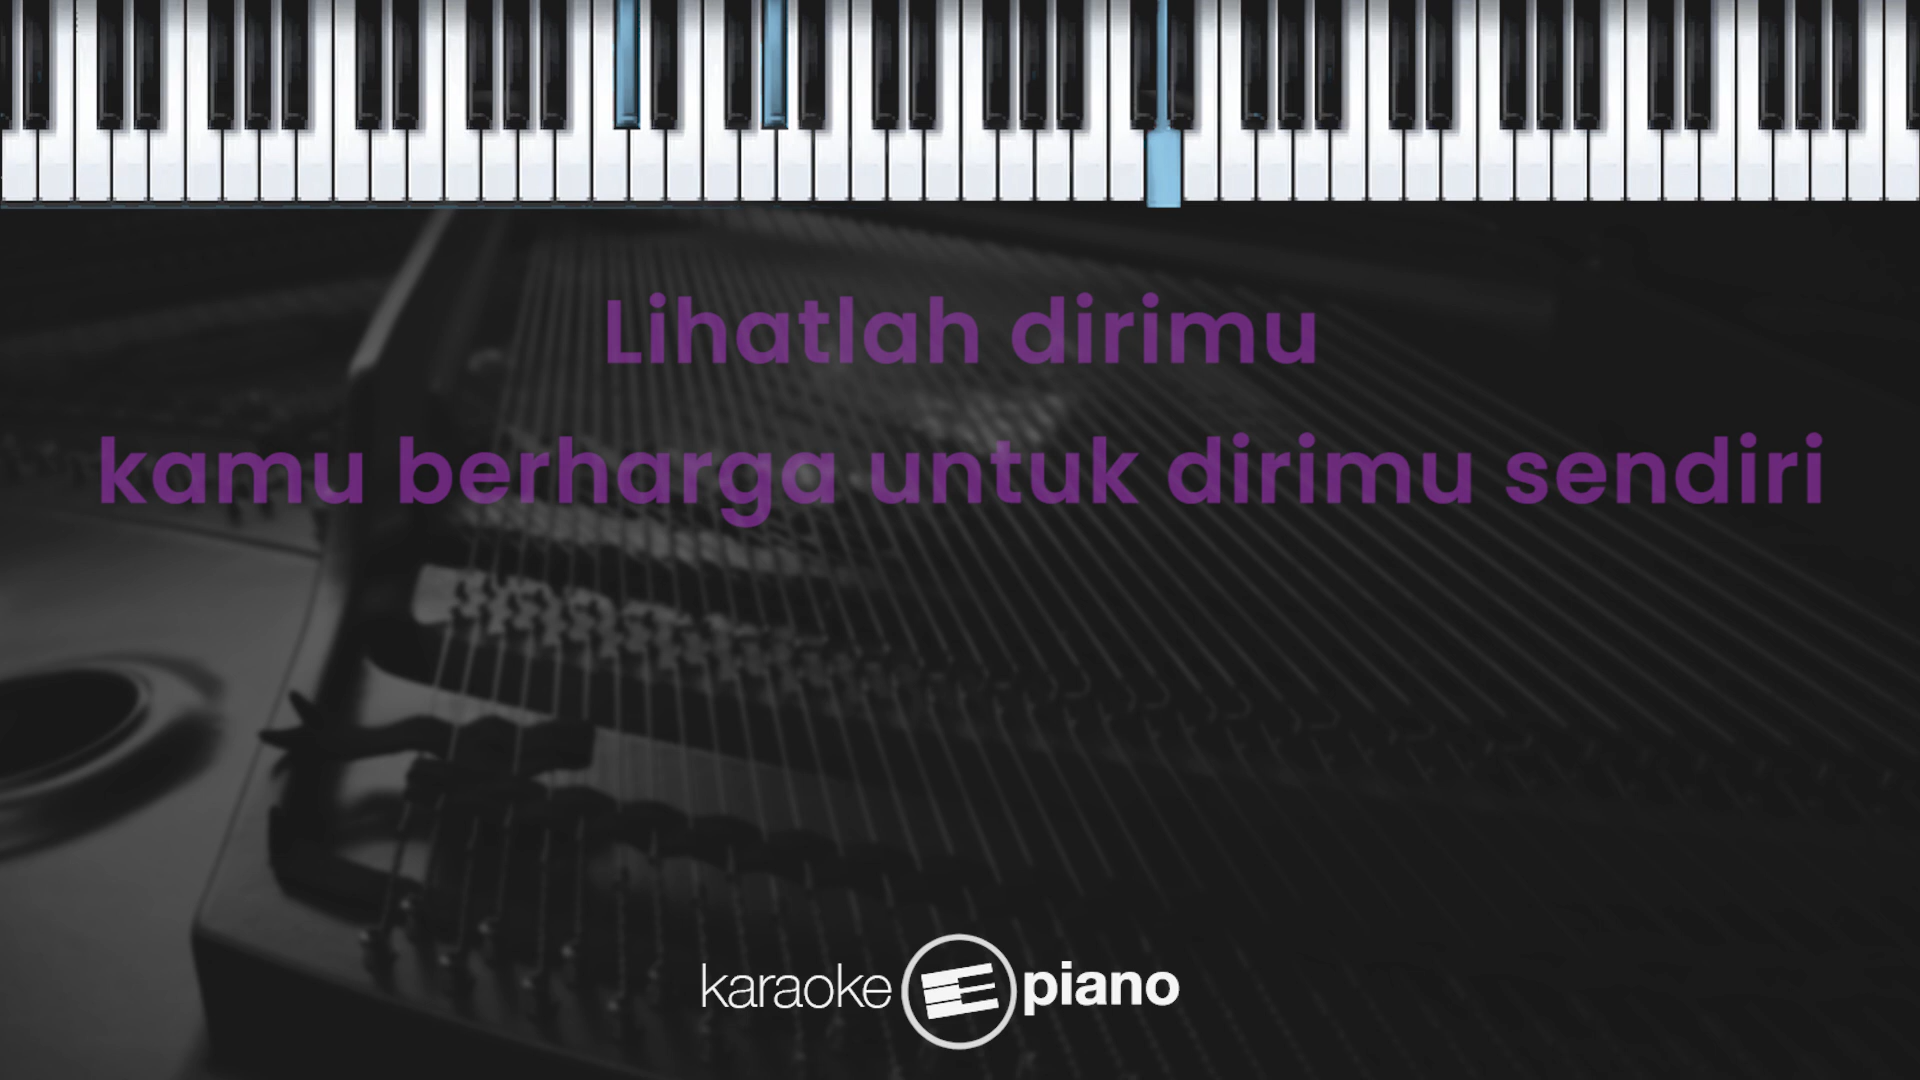 Lihatlah dirimu
kamu berharga untuk dirimu sendiri
karaoke piano